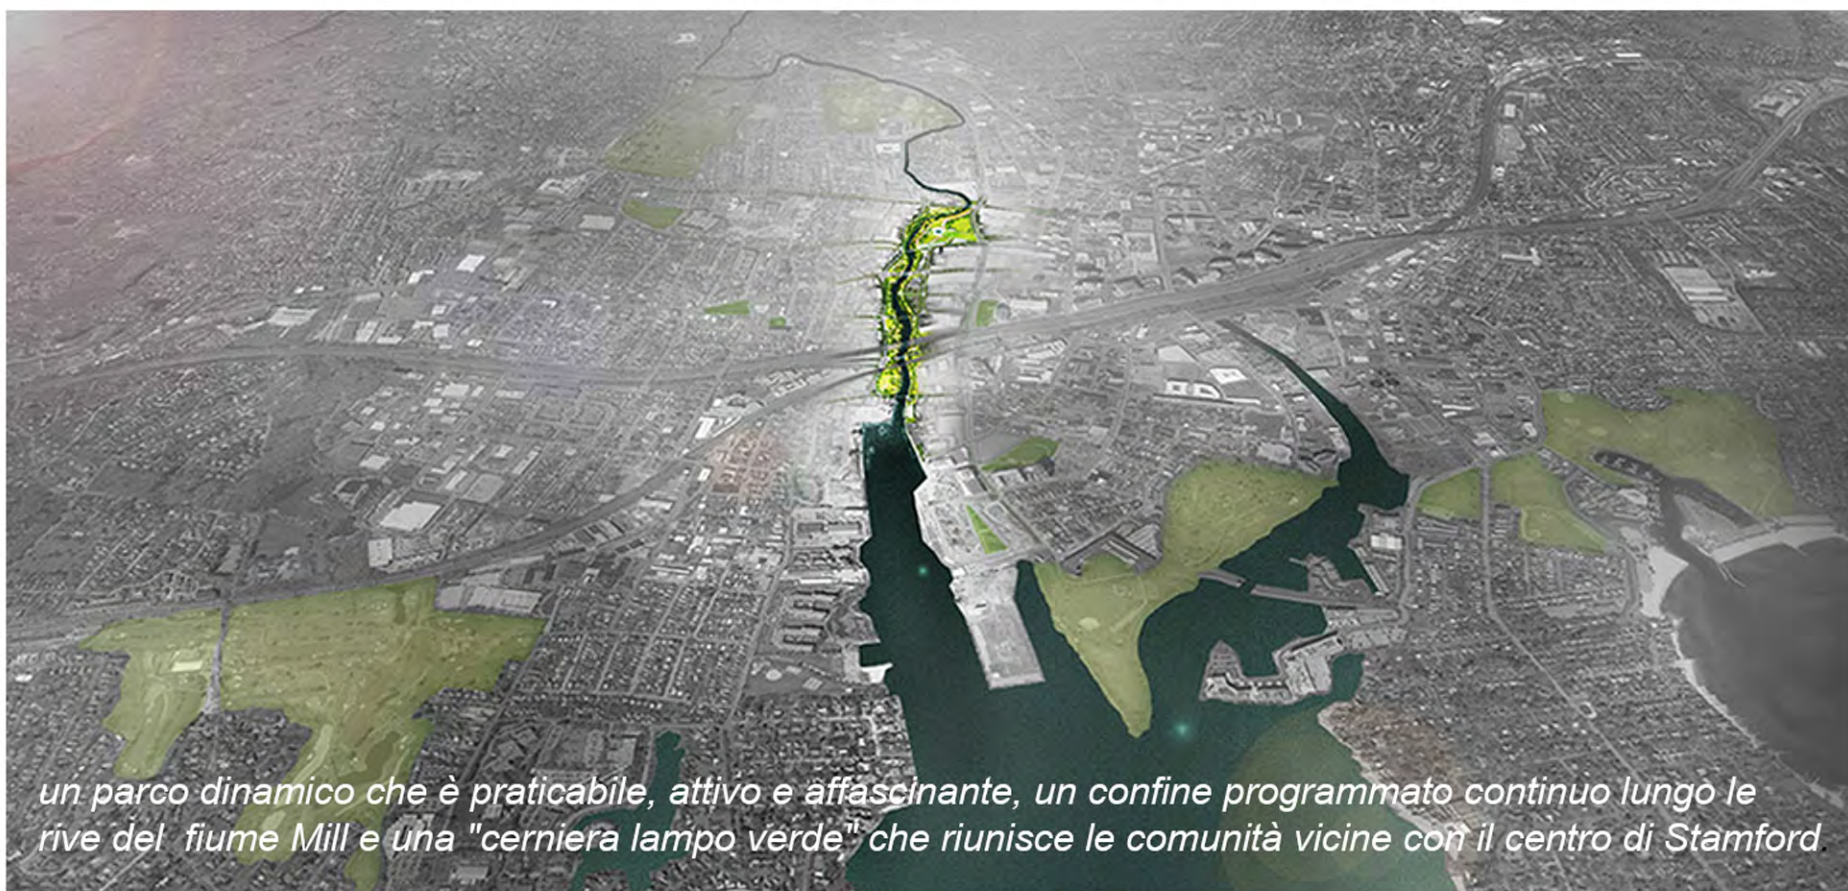 un parco dinamico che è praticabile, attivo e affascinante, un confine programmato continuo lungo le
rive del  fiume Mill e una "cerniera lampo verde" che riunisce le comunità vicine con il centro di Stamford.